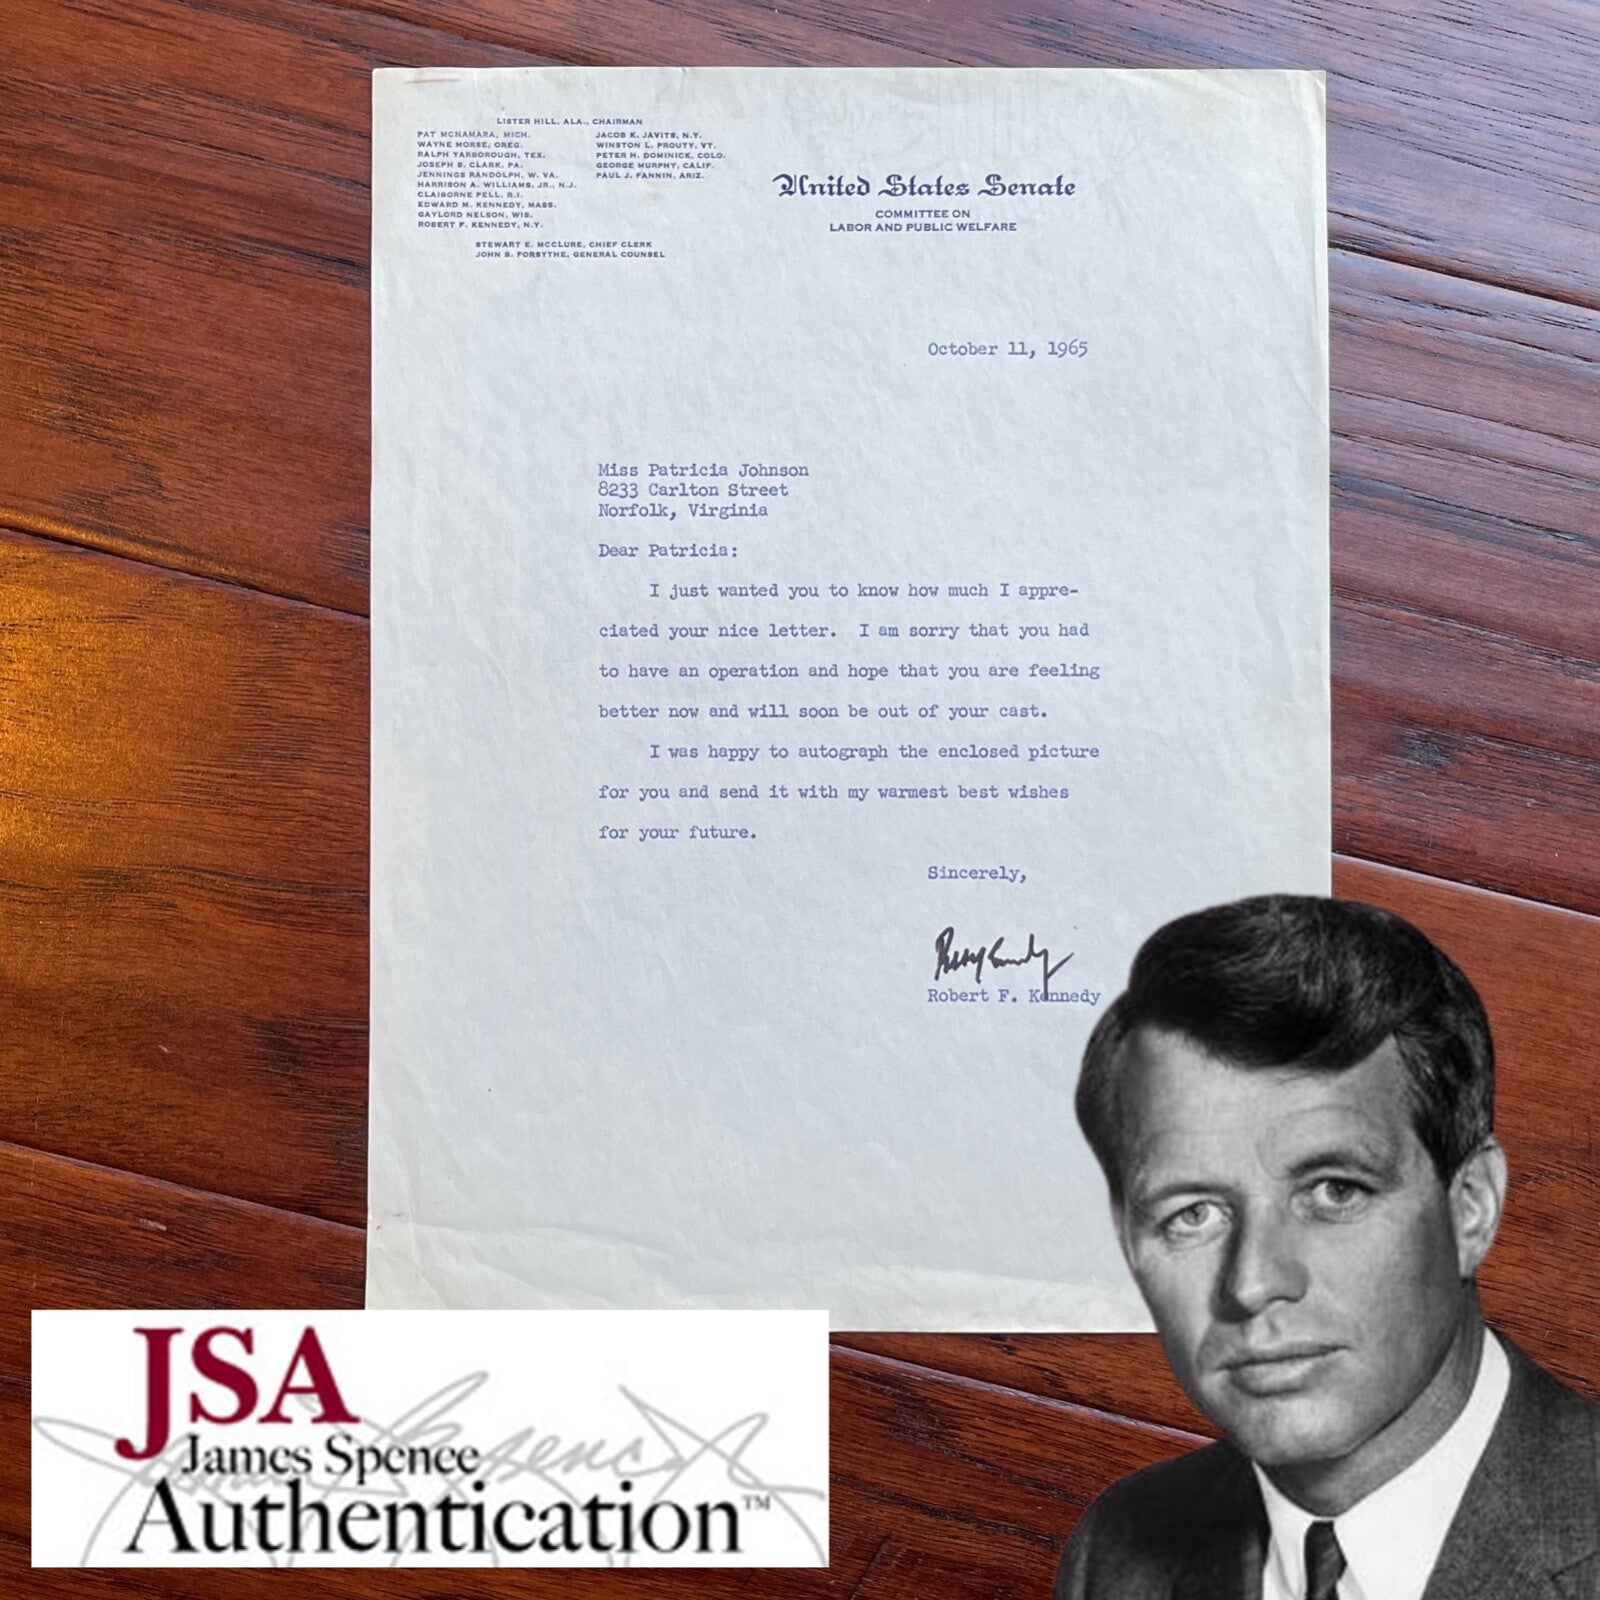 LISTER HILL, ALA., CHAIRMAN
PAT MCNAMARA, MICH.
WAYNE MORSE, OREG.
RALPH YARBOROUGH, TEX.
JOSEPH S. CLARK, PA.
JENNINGS RANDOLPH, W. VA.
HARRISON A. WILLIAMS, JR., N.J.
CLAIBORNE PELL, R.I.
EDWARD M. KENNEDY, MASS.
GAYLORD NELSON, WIS.
ROBERT F. KENNEDY, N.Y.
JACOB K. JAVITS, N.Y.
WINSTON L. PROUTY, VT.
PETER H. DOMINICK, COLO.
GEORGE MURPHY, CALIF.
PAUL J. FANNIN, ARIZ.
STEWART E. MCCLURE, CHIEF CLERK
JOHN S. FORSYTHE, GENERAL COUNSEL
United States Senate
COMMITTEE ON
LABOR AND PUBLIC WELFARE
October 11, 1965
Miss Patricia Johnson
8233 Carlton Street
Norfolk, Virginia
Dear Patricia:
I just wanted you to know how much I appre-
ciated your nice letter. I am sorry that you had
to have an operation and hope that you are feeling
better now and will soon be out of your cast.
I was happy to autograph the enclosed picture
for you and send it with my warmest best wishes
for your future.
Sincerely,
Robert F. Kennedy
JSA
James Spence
Authentication™